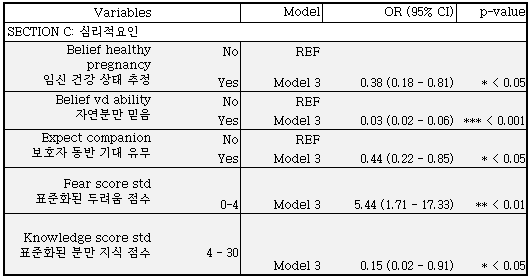 Variables Model OR (95% CI) p-value
SECTION C: 심리적요인
Belief healthy No REF
pregnancy
임신 건강 상태 추정 Yes Model 3 0.38 (0.18 - 0.81) * < 0.05
Belief vd ability No REF
자연분만 믿음 Yes Model 3 0.03 (0.02 - 0.06) *** < 0.001
Expect companion No REF
보호자 동반 기대 유무 Yes Model 3 0.44 (0.22 - 0.85) * < 0.05
Fear score std
표준화된 두려움 점수 0-4 Model 3 5.44 (1.71 - 17.33) ** < 0.01
Knowledge score std
표준화된 분만 지식 점수 4 - 30
Model 3 0.15 (0.02 - 0.91) * < 0.05